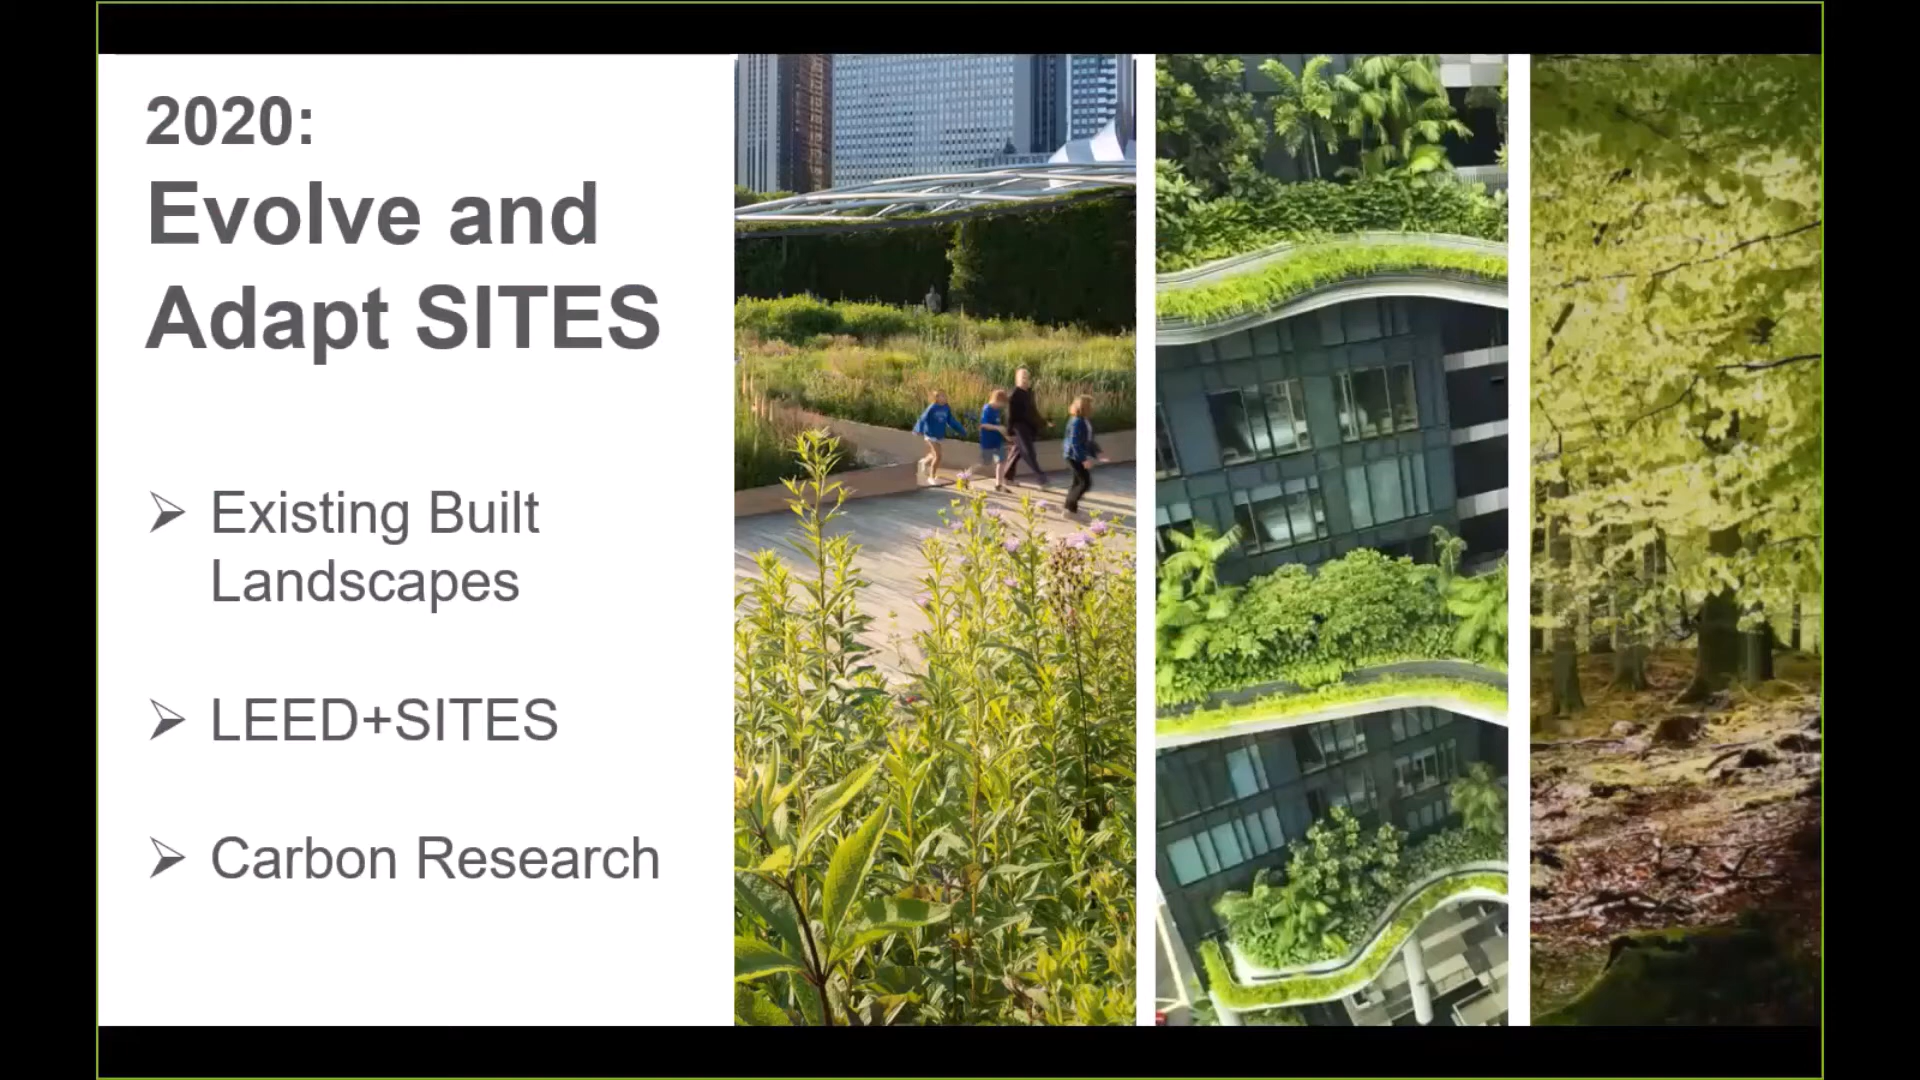 2020:
Evolve and
Adapt SITES
➢ Existing Built
Landscapes
➢ LEED+SITES
➢ Carbon Research